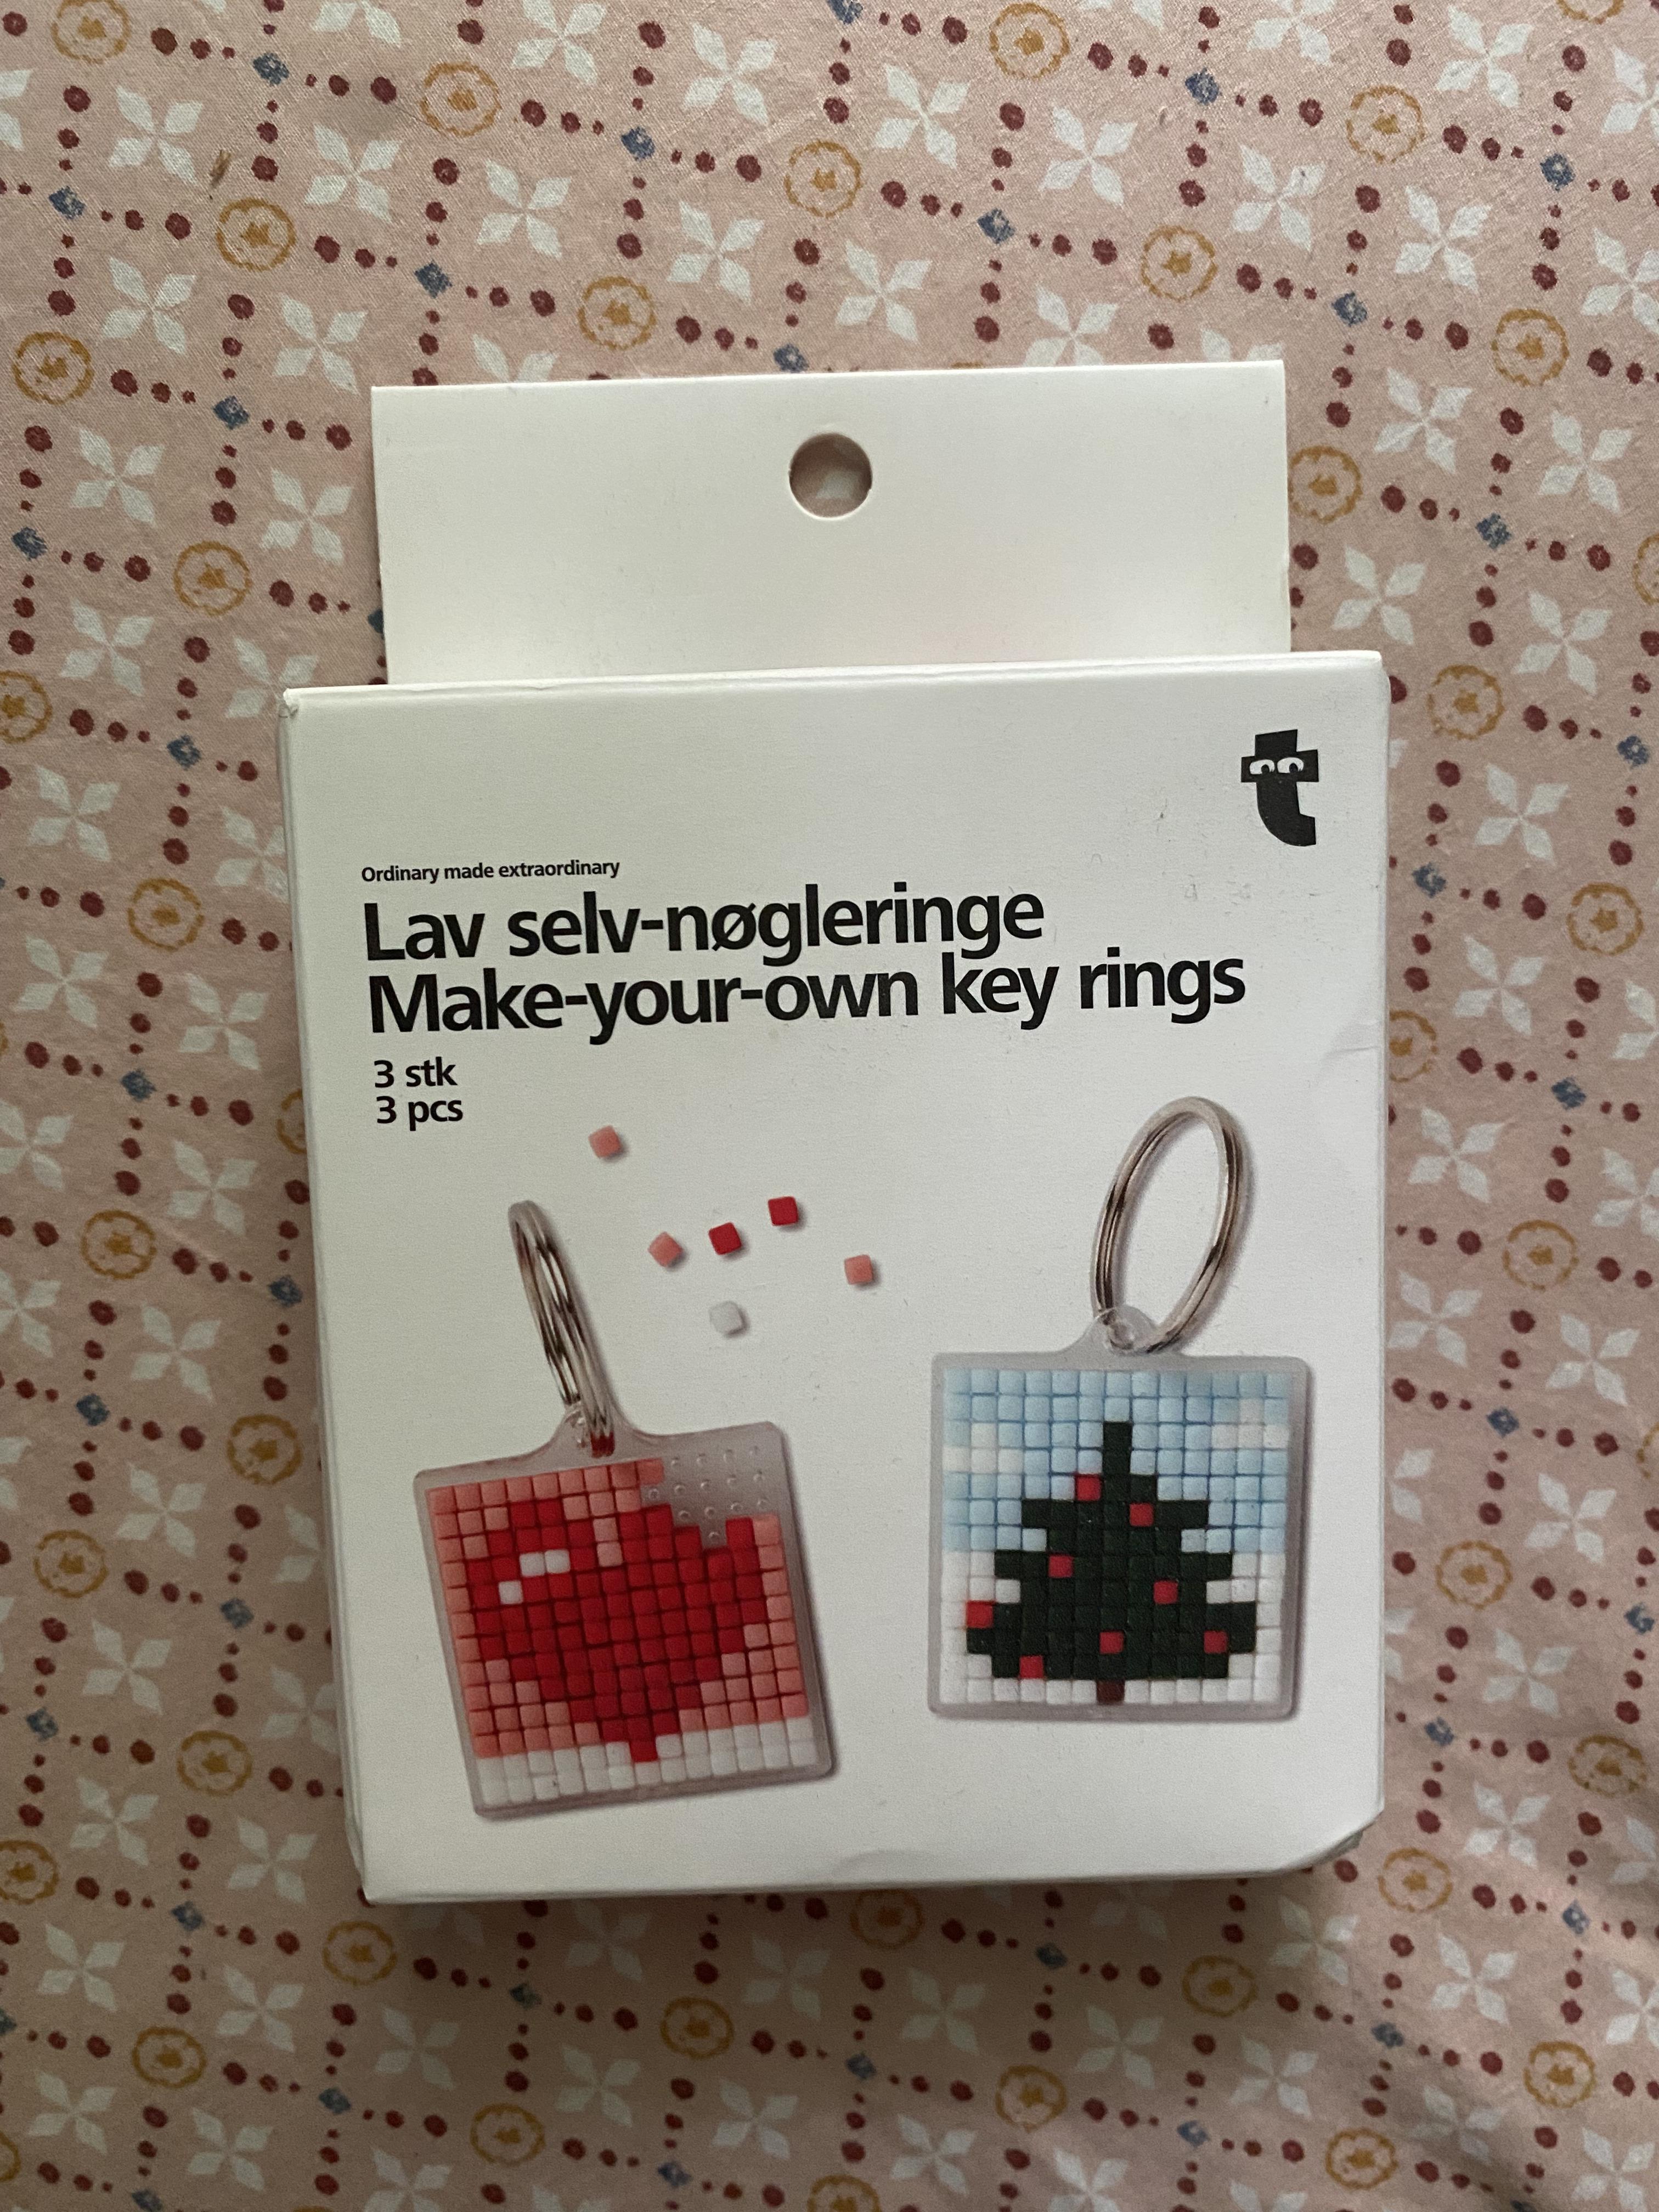 t
Ordinary made extraordinary
Lav selv-nøgleringe
Make-your-own key rings
3 stk
3 pcs